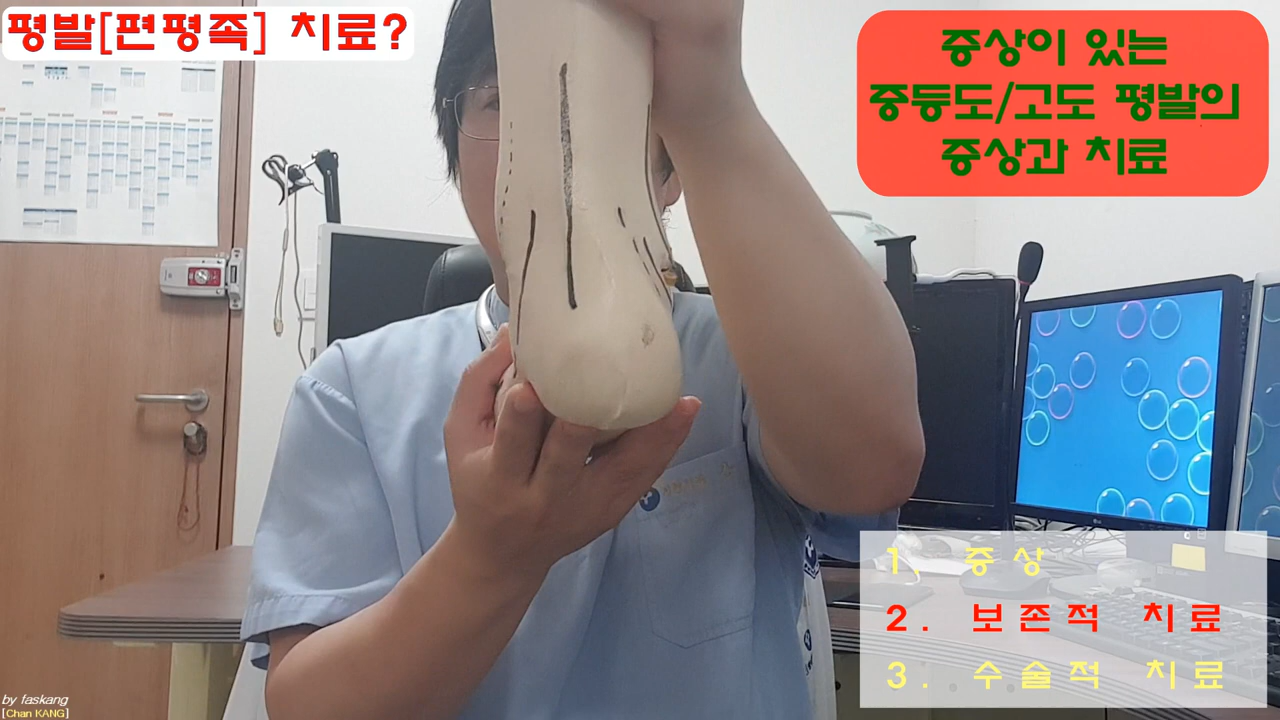 평발[편평족] 치료?
증상이 있는
중등도/고도 평발의
증상과 치료
1. 증상
2. 보존적 치료
3. 수술적 치료
by faskang
[Chan KANG]